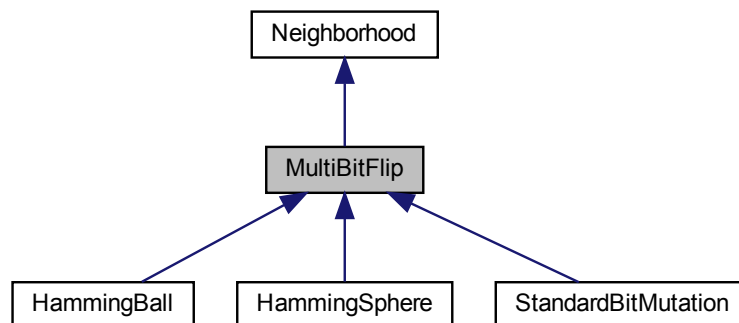 Neighborhood
MultiBitFlip
HammingBall
HammingSphere
StandardBitMutation